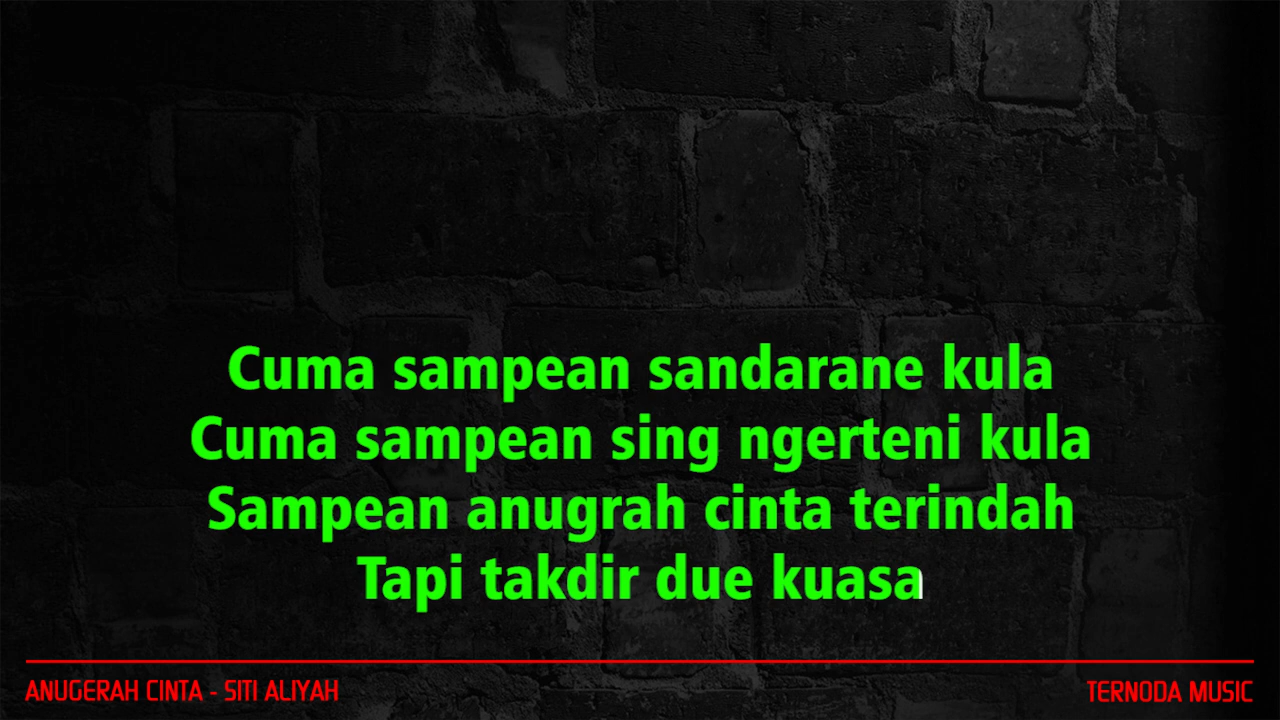 Cuma sampean sandarane kula
Cuma sampean sing ngerteni kula
Sampean anugrah cinta terindah
Tapi takdir due kuasa
ANUGERAH CINTA - SITI ALIYAH
TERNODA MUSIC